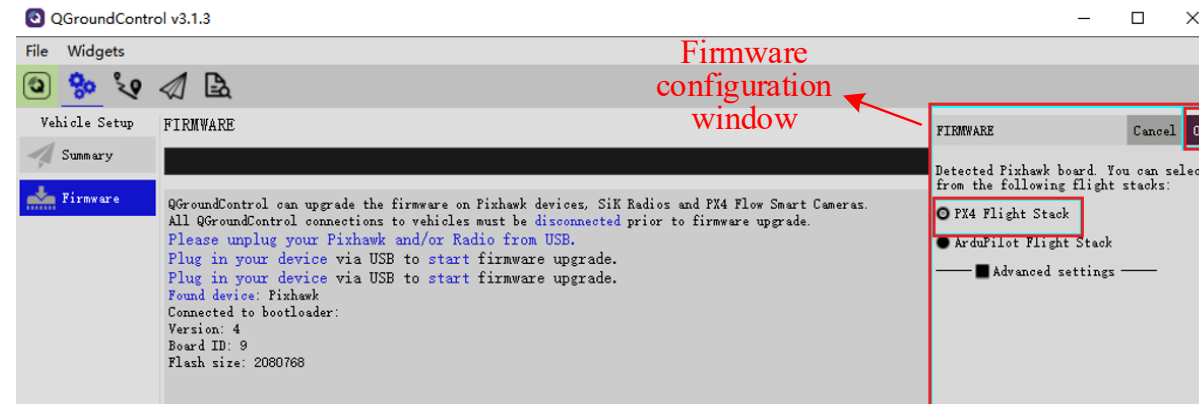 QGroundControl v3.1.3
File Widgets
Firmware
configuration
window
Vehicle Setup
FIRMWARE
Summary
Firmware
QGroundControl can upgrade the firmware on Pixhawk devices, SiK Radios and PX4 Flow Smart Cameras.
All QGroundControl connections to vehicles must be disconnected prior to firmware upgrade.
Please unplug your Pixhawk and/or Radio from USB.
Plug in your device via USB to start firmware upgrade.
Plug in your device via USB to start firmware upgrade.
Found device: Pixhawk
Connected to bootloader:
Version: 4
Board ID: 9
Flash size: 2080768
FIRMWARE
Cancel
Detected Pixhawk board. You can selec
from the following flight stacks:
PX4 Flight Stack
ArduPilot Flight Stack
Advanced settings